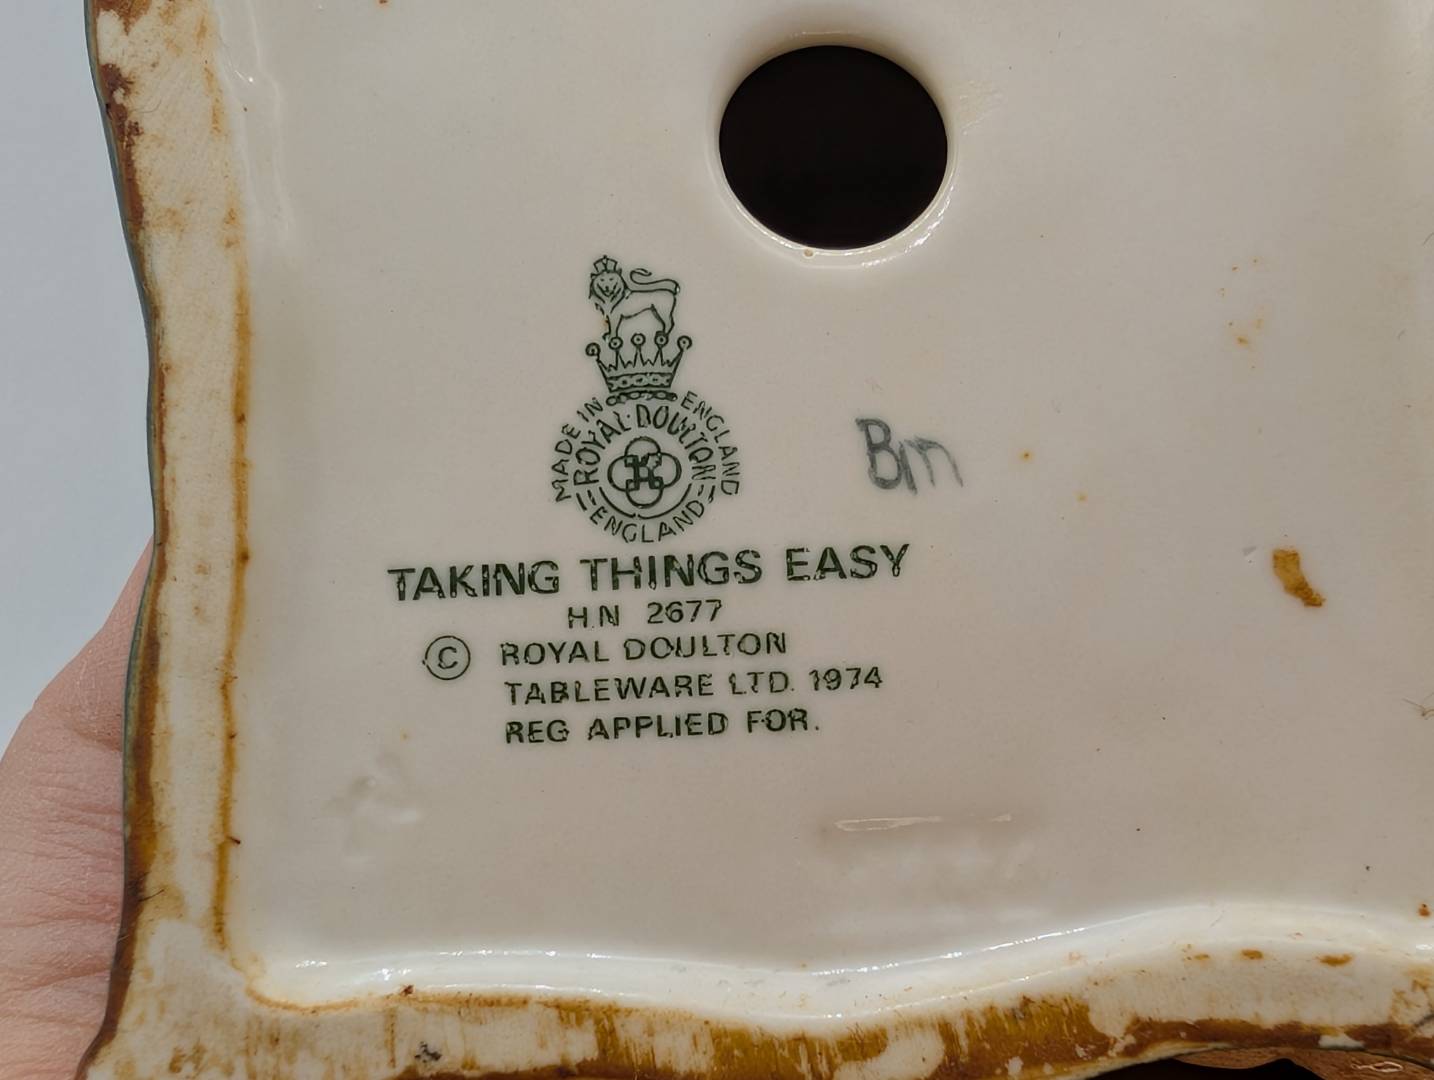 MADE IN ENGLAND
ROYAL DOULTON
ENGLAND
Bm
TAKING THINGS EASY
H.N 2677
© ROYAL DOULTON
TABLEWARE LTD. 1974
REG APPLIED FOR.